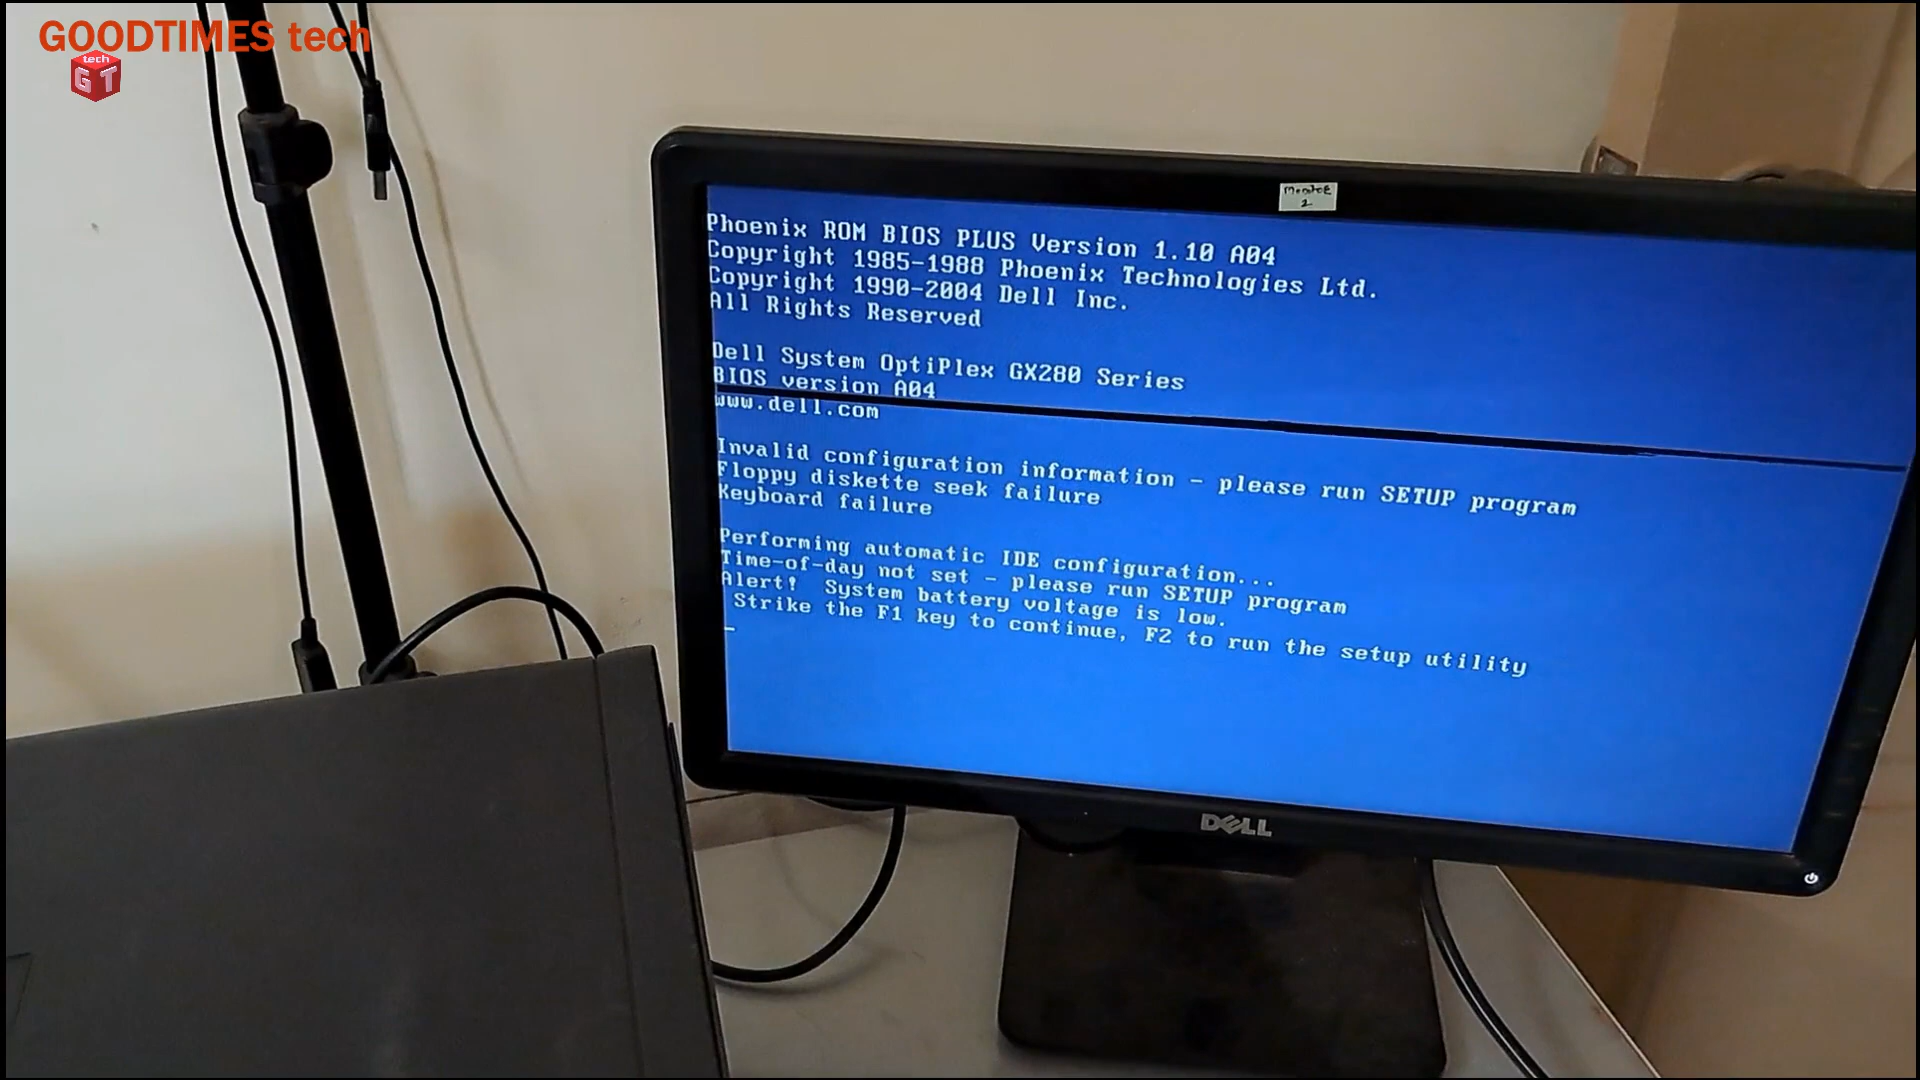 GOODTIMES tech
tech
GT
MONITOR
2
Phoenix ROM BIOS PLUS Version 1.10 A04
Copyright 1985-1988 Phoenix Technologies Ltd.
Copyright 1990-2004 Dell Inc.
All Rights Reserved
Dell System OptiPlex GX280 Series
BIOS version A04
www.dell.com
Invalid configuration information - please run SETUP program
Floppy diskette seek failure
Keyboard failure
Performing automatic IDE configuration...
Time-of-day not set - please run SETUP program
Alert! System battery voltage is low.
Strike the F1 key to continue, F2 to run the setup utility
DELL